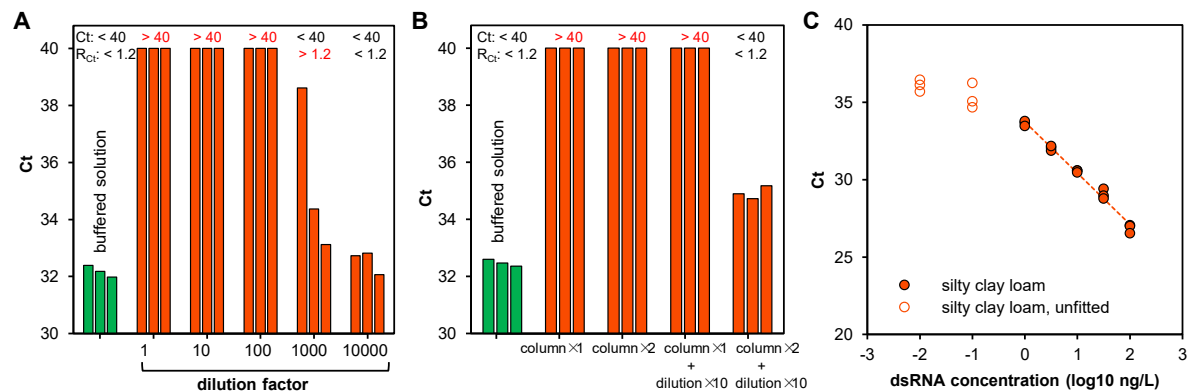 A
Ct: < 40 > 40 > 40 > 40 < 40 < 40
RCt: < 1.2 > 1.2 < 1.2
40
38
36
34
32
30
Ct
buffered solution
1 10 100 1000 10000
dilution factor
B
Ct: < 40 > 40 > 40 > 40 < 40
RCt: < 1.2 < 1.2
40
38
36
34
32
30
Ct
buffered solution
column×1 column×2 column×1 column×2
+ +
dilution×10 dilution×10
C
40
35
30
25
20
Ct
silty clay loam
silty clay loam, unfitted
-3 -2 -1 0 1 2 3
dsRNA concentration (log10 ng/L)